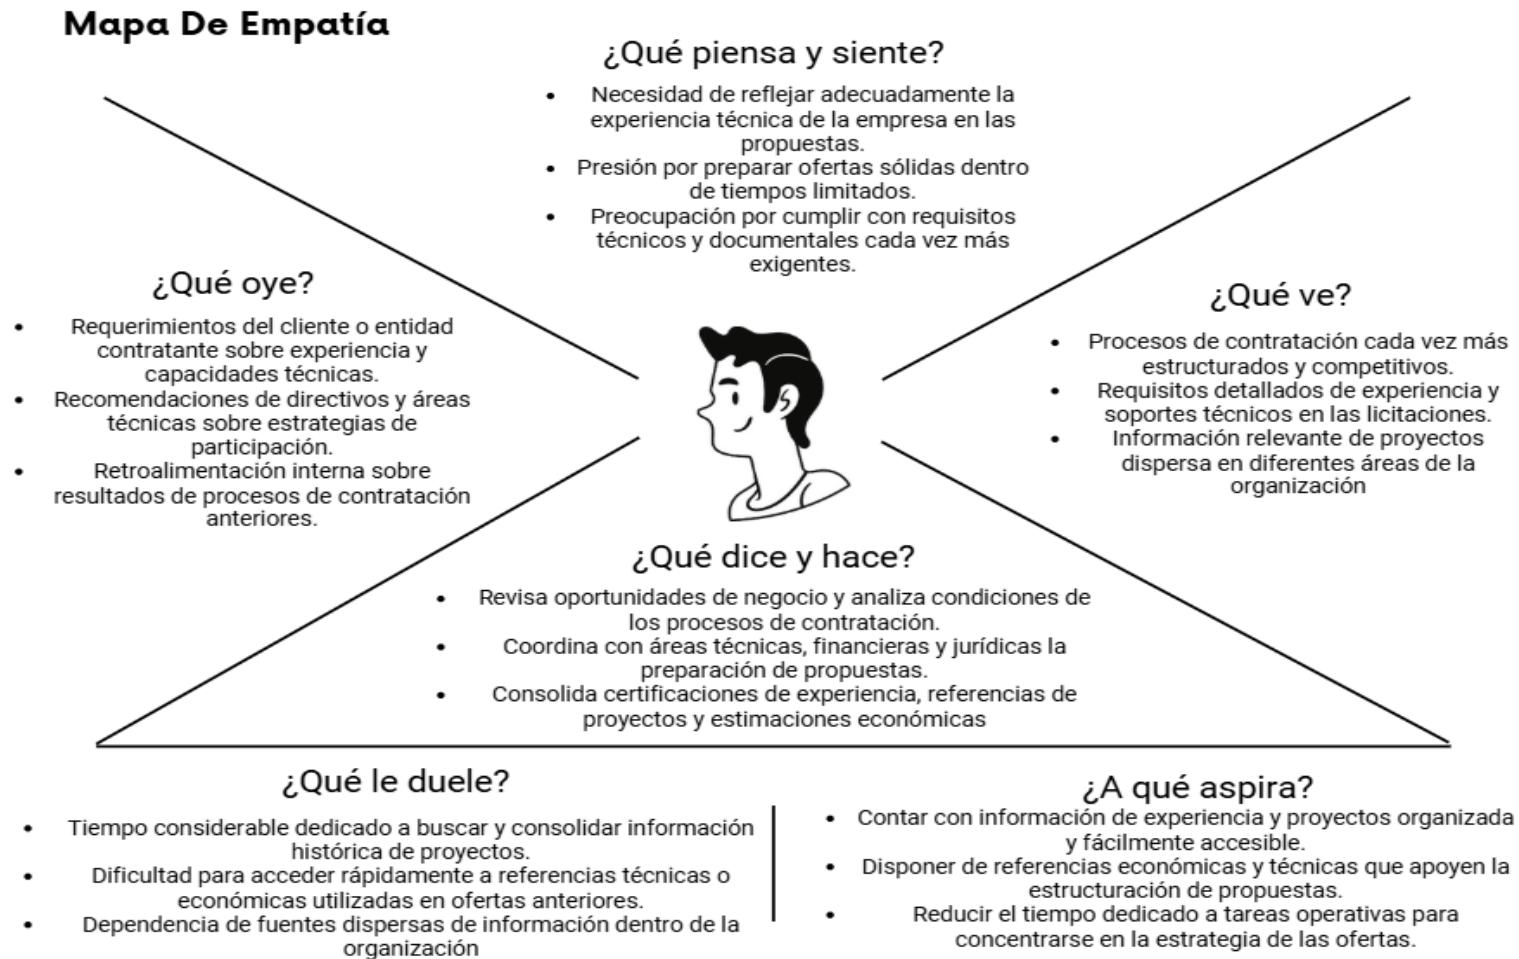 Mapa De Empatía
¿Qué piensa y siente?
• Necesidad de reflejar adecuadamente la
experiencia técnica de la empresa en las
propuestas.
• Presión por preparar ofertas sólidas dentro
de tiempos limitados.
• Preocupación por cumplir con requisitos
técnicos y documentales cada vez más
exigentes.
¿Qué oye?
• Requerimientos del cliente o entidad
contratante sobre experiencia y
capacidades técnicas.
• Recomendaciones de directivos y áreas
técnicas sobre estrategias de
participación.
• Retroalimentación interna sobre
resultados de procesos de contratación
anteriores.
¿Qué ve?
• Procesos de contratación cada vez más
estructurados y competitivos.
• Requisitos detallados de experiencia y
soportes técnicos en las licitaciones.
• Información relevante de proyectos
dispersa en diferentes áreas de la
organización
¿Qué dice y hace?
• Revisa oportunidades de negocio y analiza condiciones de
los procesos de contratación.
• Coordina con áreas técnicas, financieras y jurídicas la
preparación de propuestas.
• Consolida certificaciones de experiencia, referencias de
proyectos y estimaciones económicas
¿Qué le duele?
• Tiempo considerable dedicado a buscar y consolidar información
histórica de proyectos.
• Dificultad para acceder rápidamente a referencias técnicas o
económicas utilizadas en ofertas anteriores.
• Dependencia de fuentes dispersas de información dentro de la
organización
¿A qué aspira?
• Contar con información de experiencia y proyectos organizada
y fácilmente accesible.
• Disponer de referencias económicas y técnicas que apoyen la
estructuración de propuestas.
• Reducir el tiempo dedicado a tareas operativas para
concentrarse en la estrategia de las ofertas.